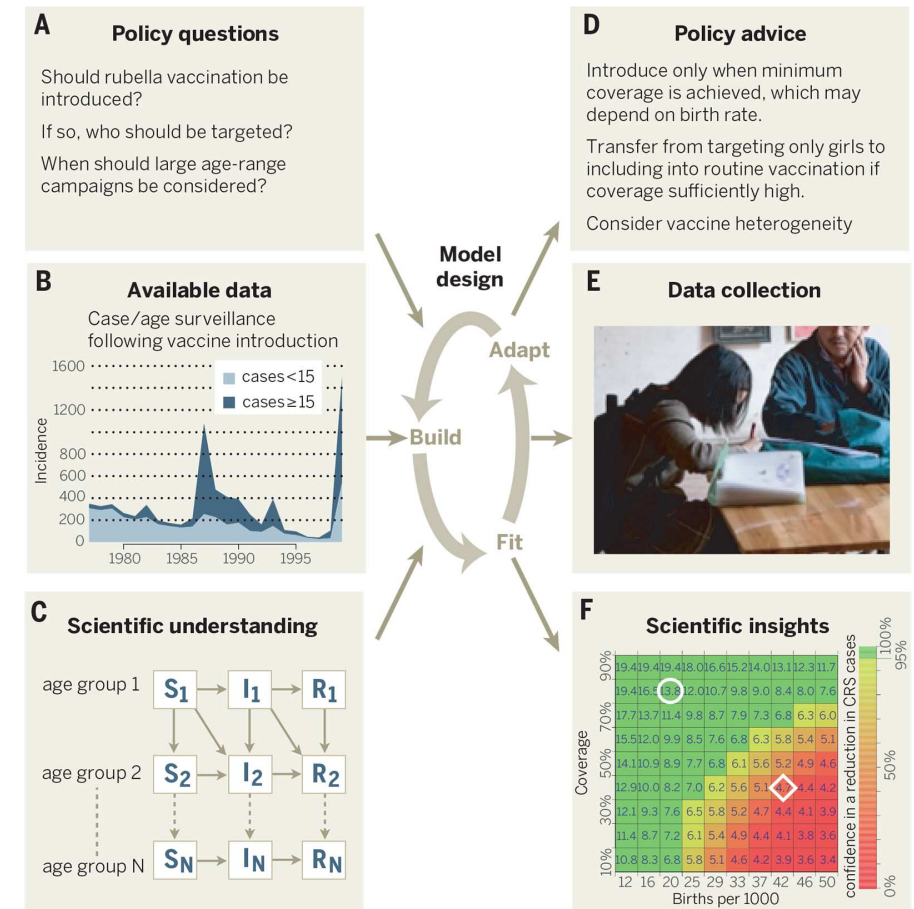 A
Policy questions
Should rubella vaccination be
introduced?
If so, who should be targeted?
When should large age-range
campaigns be considered?
D
Policy advice
Introduce only when minimum
coverage is achieved, which may
depend on birth rate.
Transfer from targeting only girls to
including into routine vaccination if
coverage sufficiently high.
Consider vaccine heterogeneity
Model
design
Adapt
Build
Fit
B
Available data
Case/age surveillance
following vaccine introduction
cases<15
cases≥15
Incidence
1600
1200
800
600
400
200
0
1980 1985 1990 1995
E
Data collection
C
Scientific understanding
age group 1
S1 I1 R1
age group 2
S2 I2 R2
age group N
SN IN RN
F
Scientific insights
Coverage
90%
70%
50%
30%
10%
19.4 19.4 19.4 18.0 16.6 15.2 14.0 13.1 12.3 11.7
19.4 16.5 13.8 12.0 10.7 9.8 9.0 8.4 8.0 7.6
17.7 13.7 11.4 9.8 8.7 7.9 7.3 6.8 6.3 6.0
15.5 12.0 9.9 8.5 7.6 6.8 6.3 5.8 5.4 5.1
14.1 10.9 8.9 7.7 6.8 6.1 5.6 5.2 4.9 4.6
12.9 10.0 8.2 7.0 6.2 5.6 5.1 4.7 4.4 4.2
12.1 9.3 7.6 6.5 5.8 5.2 4.7 4.4 4.1 3.9
11.4 8.7 7.2 6.1 5.4 4.9 4.4 4.1 3.8 3.6
10.8 8.3 6.8 5.8 5.1 4.6 4.2 3.9 3.6 3.4
12 16 20 25 29 33 37 42 46 50
Births per 1000
confidence in a reduction in CRS cases
100%
95%
50%
0%